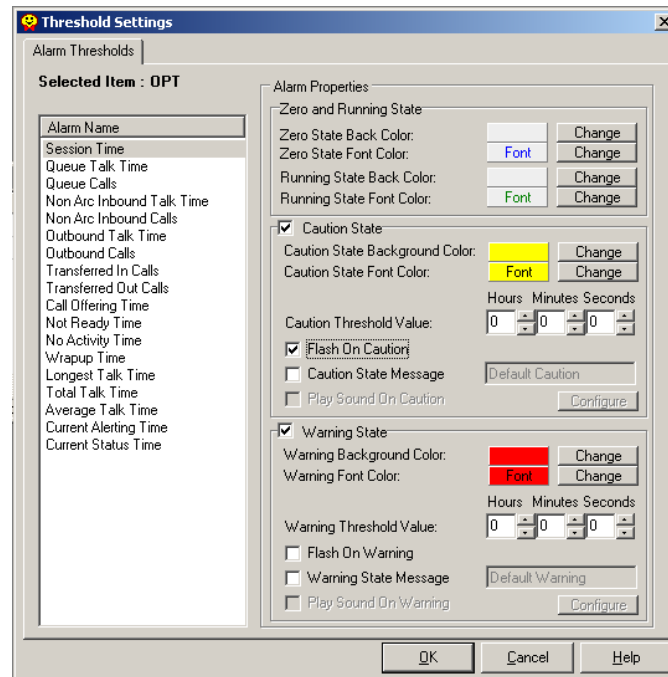 Threshold Settings
Alarm Thresholds
Selected Item : OPT
Alarm Name
Session Time
Queue Talk Time
Queue Calls
Non Arc Inbound Talk Time
Non Arc Inbound Calls
Outbound Talk Time
Outbound Calls
Transferred In Calls
Transferred Out Calls
Call Offering Time
Not Ready Time
No Activity Time
Wrapup Time
Longest Talk Time
Total Talk Time
Average Talk Time
Current Alerting Time
Current Status Time
Alarm Properties
Zero and Running State
Zero State Back Color: Change
Zero State Font Color: Font Change
Running State Back Color: Change
Running State Font Color: Font Change
Caution State
Caution State Background Color: Change
Caution State Font Color: Font Change
Hours Minutes Seconds
Caution Threshold Value: 0 0 0
Flash On Caution
Caution State Message Default Caution
Play Sound On Caution Configure
Warning State
Warning Background Color: Change
Warning Font Color: Font Change
Hours Minutes Seconds
Warning Threshold Value: 0 0 0
Flash On Warning
Warning State Message Default Warning
Play Sound On Warning Configure
OK Cancel Help